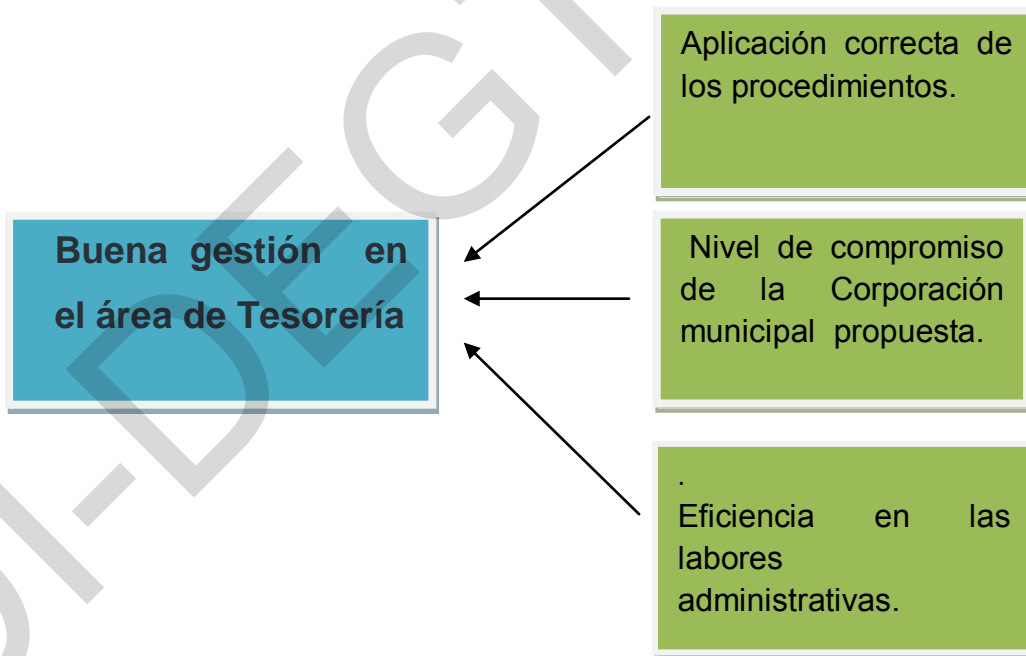 Aplicación correcta de
los procedimientos.
Buena gestión en
el área de Tesorería
Nivel de compromiso
de la Corporación
municipal propuesta.
.
Eficiencia en las
labores
administrativas.